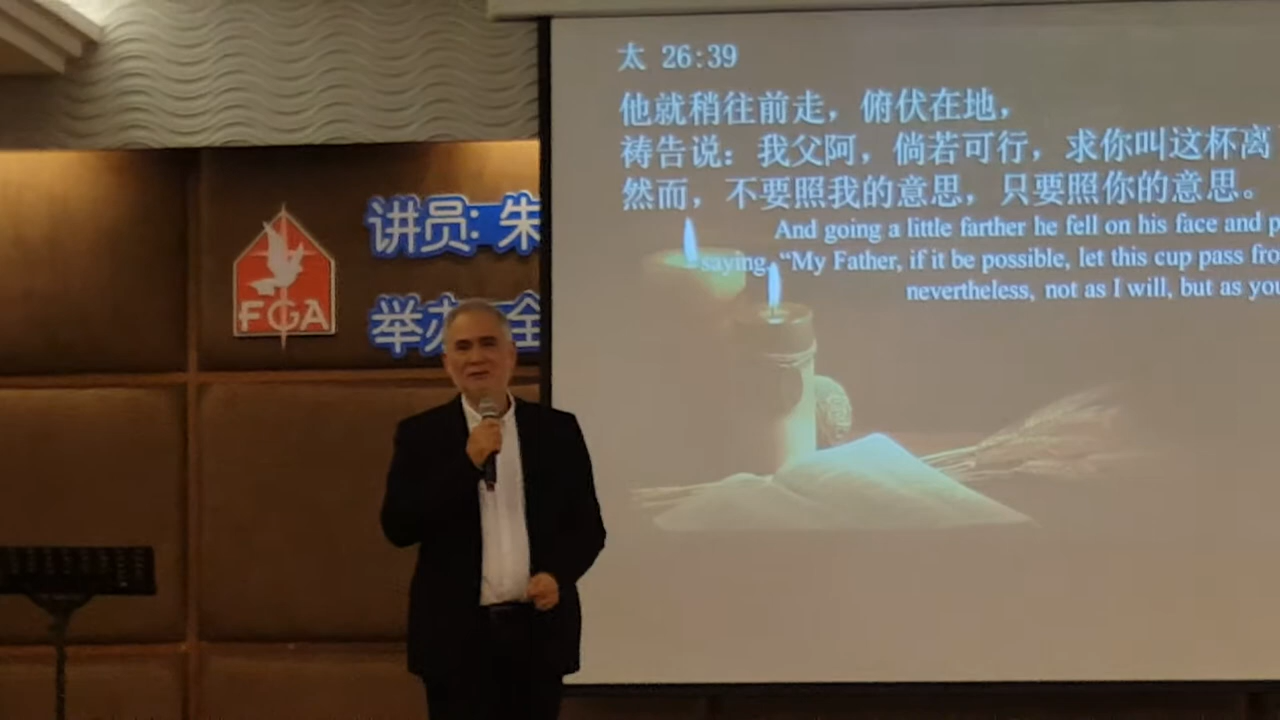 太 26:39
他就稍往前走，俯伏在地，
祷告说：我父阿，倘若可行，求你叫这杯离
然而，不要照我的意思，只要照你的意思。
And going a little farther he fell on his face and p
saying, “My Father, if it be possible, let this cup pass fro
nevertheless, not as I will, but as you
讲员: 朱
举办 全
FGA